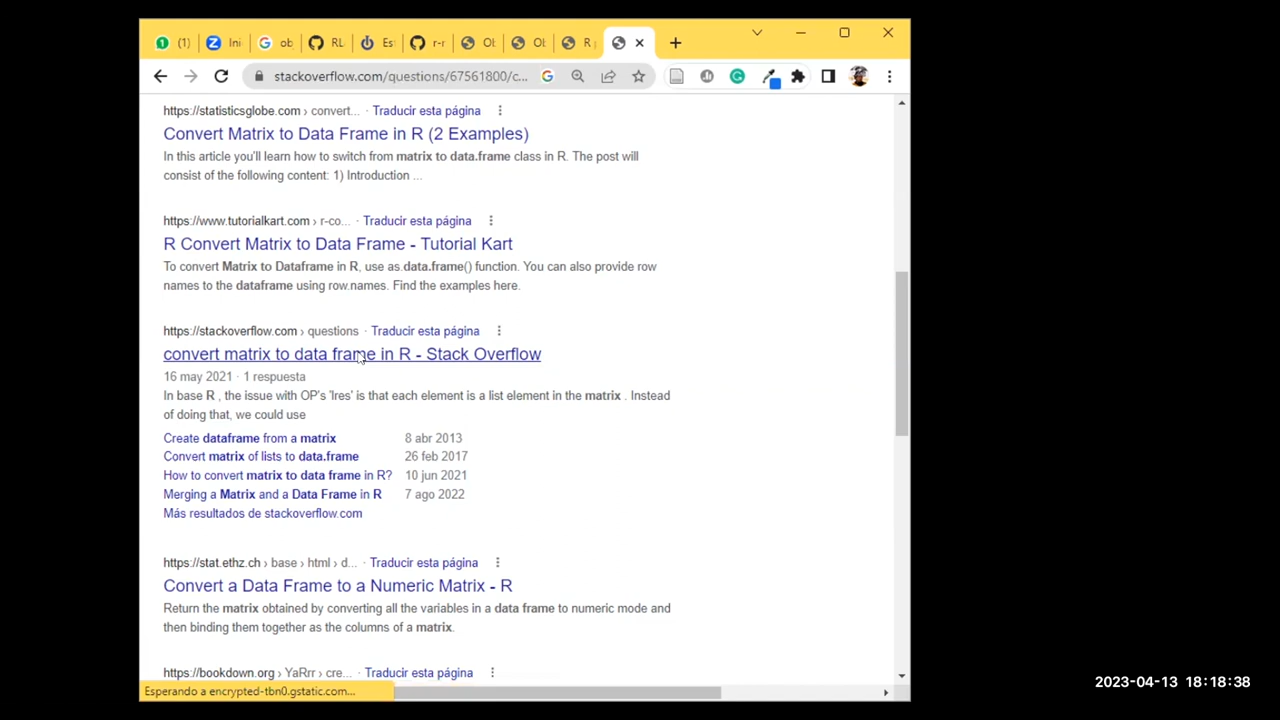 (1)
Ini
ob
RL
Es
r-r
Ol
Ol
R
stackoverflow.com/questions/67561800/c...
https://statisticsglobe.com › convert... · Traducir esta página
Convert Matrix to Data Frame in R (2 Examples)
In this article you'll learn how to switch from matrix to data.frame class in R. The post will
consist of the following content: 1) Introduction ...
https://www.tutorialkart.com › r-co... · Traducir esta página
R Convert Matrix to Data Frame - Tutorial Kart
To convert Matrix to Dataframe in R, use as.data.frame() function. You can also provide row
names to the dataframe using row.names. Find the examples here.
https://stackoverflow.com › questions · Traducir esta página
convert matrix to data frame in R - Stack Overflow
16 may 2021 · 1 respuesta
In base R , the issue with OP's 'lres' is that each element is a list element in the matrix . Instead
of doing that, we could use
Create dataframe from a matrix 8 abr 2013
Convert matrix of lists to data.frame 26 feb 2017
How to convert matrix to data frame in R? 10 jun 2021
Merging a Matrix and a Data Frame in R 7 ago 2022
Más resultados de stackoverflow.com
https://stat.ethz.ch › base › html › d... · Traducir esta página
Convert a Data Frame to a Numeric Matrix - R
Return the matrix obtained by converting all the variables in a data frame to numeric mode and
then binding them together as the columns of a matrix.
https://bookdown.org › YaRrr › cre... · Traducir esta página
Esperando a encrypted-tbn0.gstatic.com...
2023-04-13 18:18:38